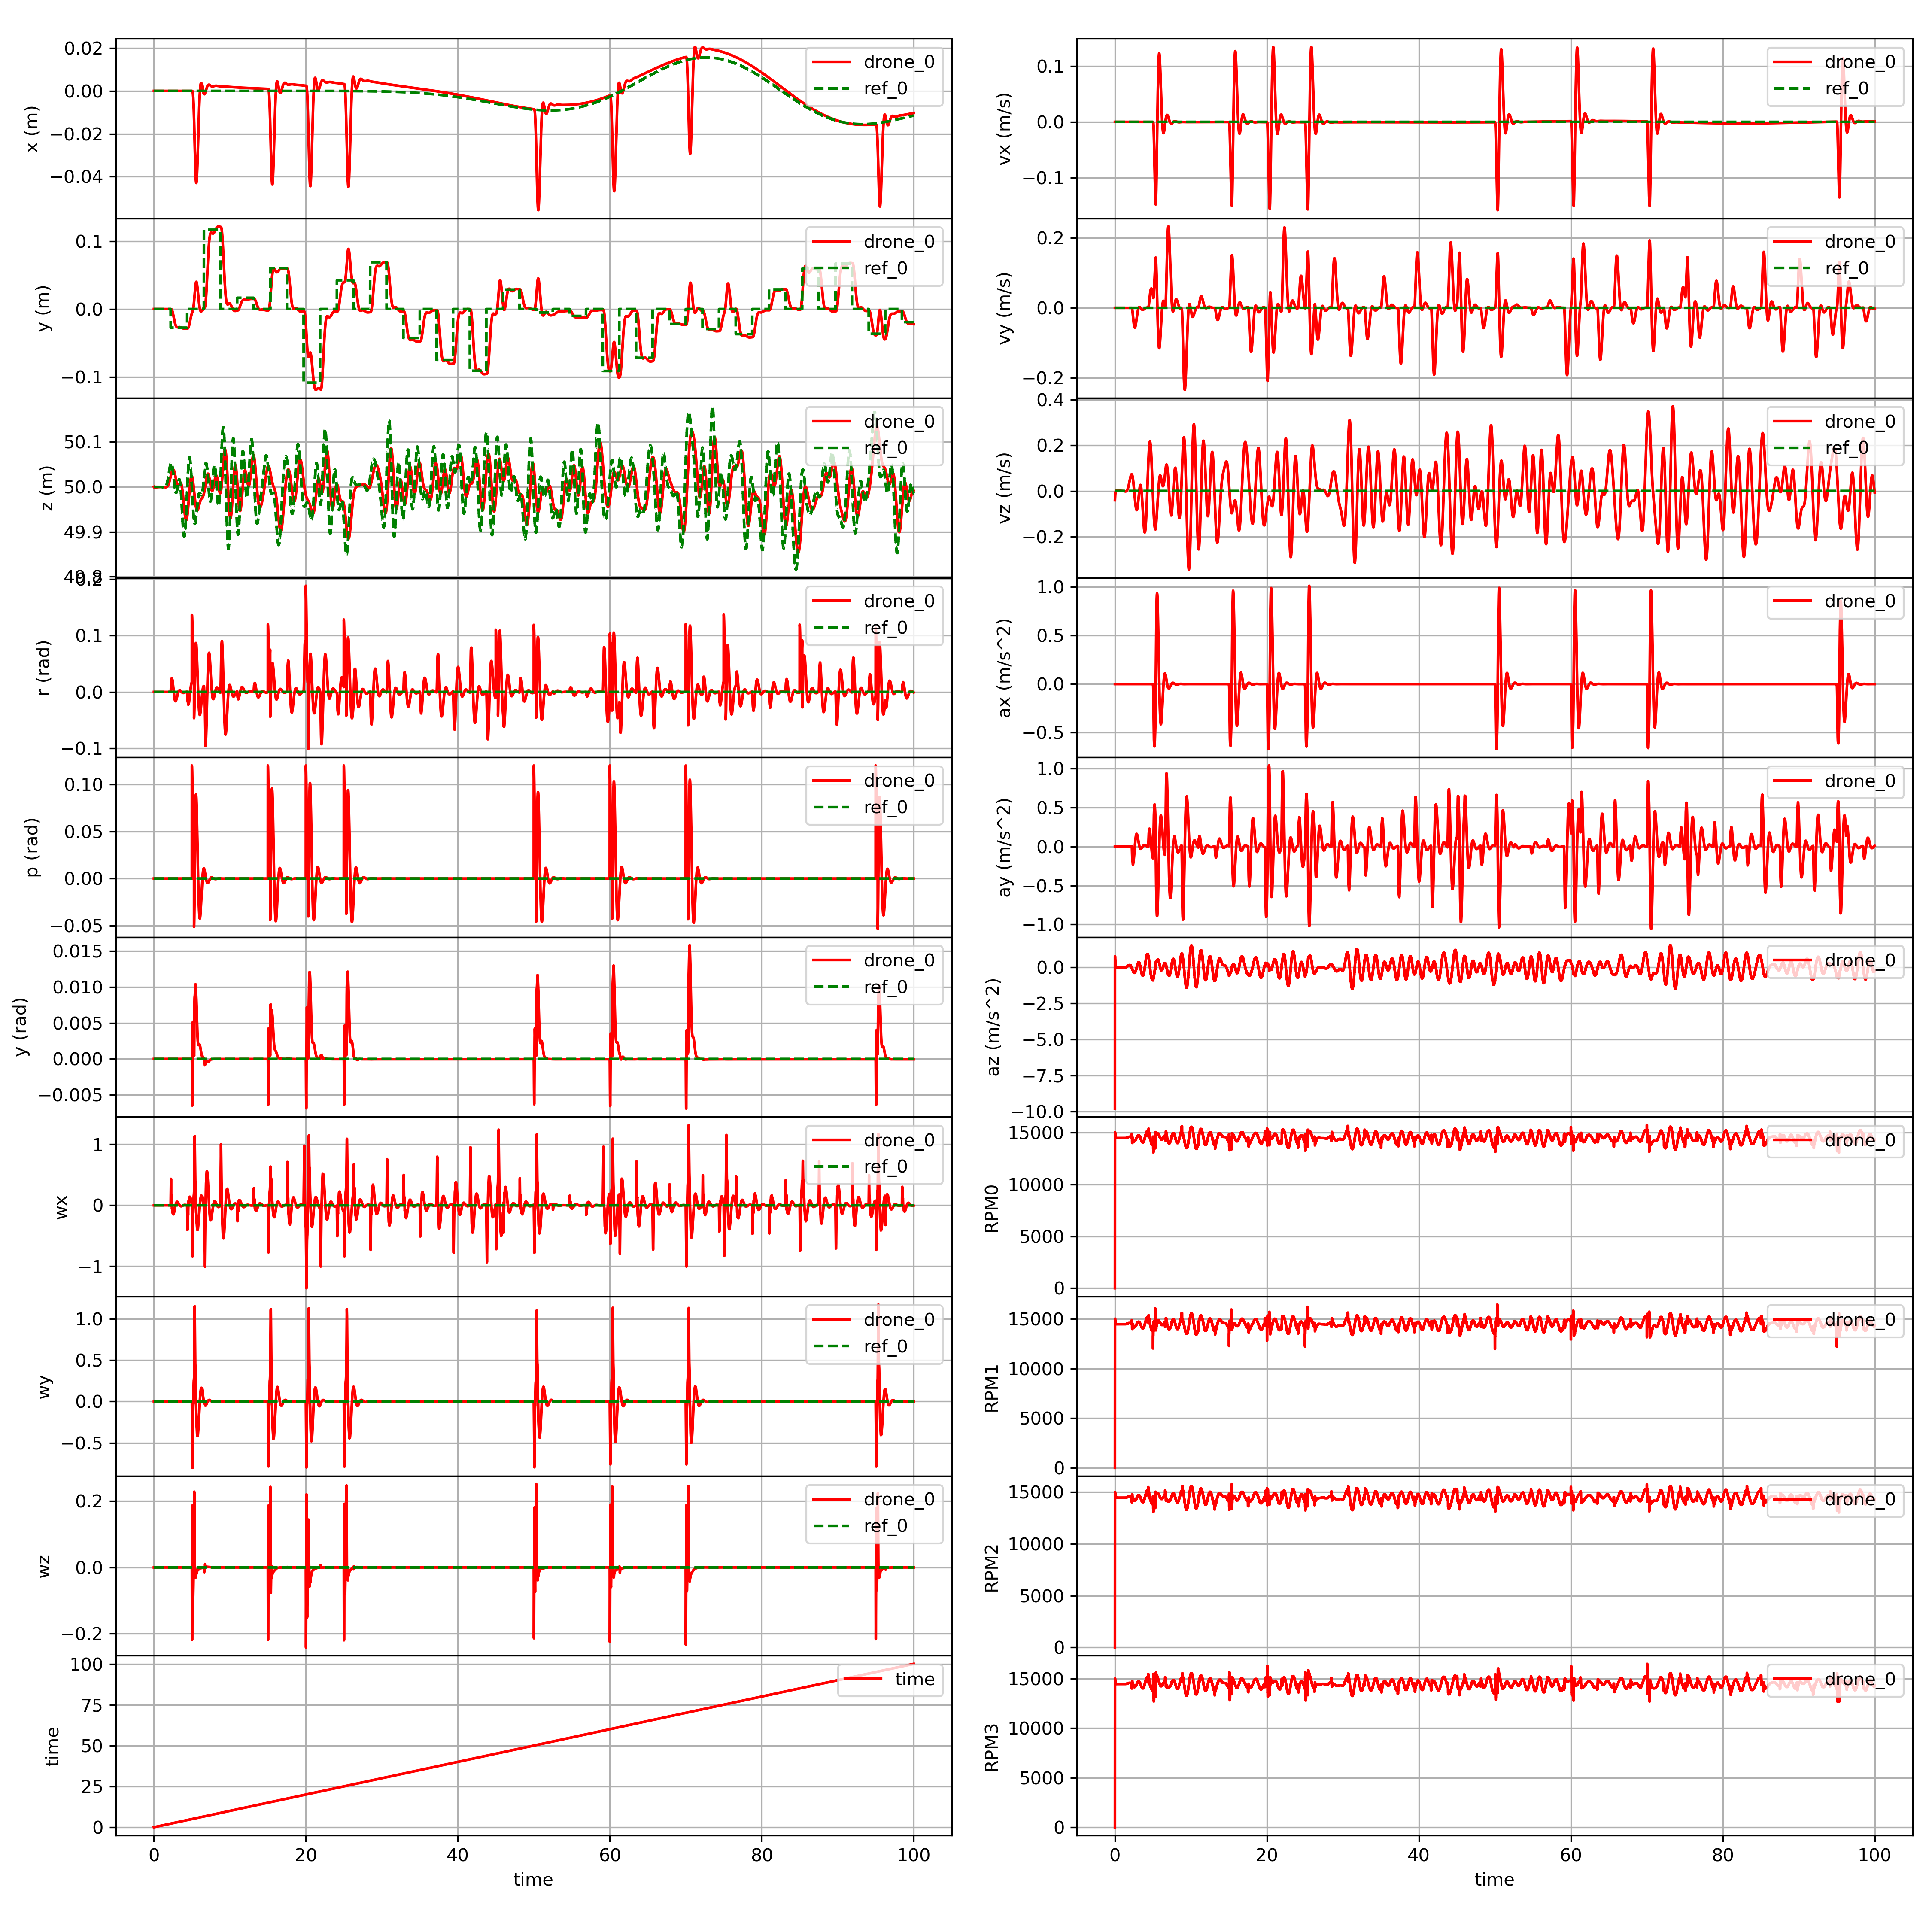 0.02
0.00
−0.02
−0.04
x (m)
drone_0
ref_0
0.1
0.0
−0.1
y (m)
drone_0
ref_0
50.1
50.0
49.9
49.8
z (m)
drone_0
ref_0
0.2
0.1
0.0
−0.1
r (rad)
drone_0
ref_0
0.10
0.05
0.00
−0.05
p (rad)
drone_0
ref_0
0.015
0.010
0.005
0.000
−0.005
y (rad)
drone_0
ref_0
1
0
−1
wx
drone_0
ref_0
1.0
0.5
0.0
−0.5
wy
drone_0
ref_0
0.2
0.0
−0.2
wz
drone_0
ref_0
100
75
50
25
0
time
time
0 20 40 60 80 100
time
0.1
0.0
−0.1
vx (m/s)
drone_0
ref_0
0.2
0.0
−0.2
vy (m/s)
drone_0
ref_0
0.4
0.2
0.0
−0.2
vz (m/s)
drone_0
ref_0
1.0
0.5
0.0
−0.5
ax (m/s^2)
drone_0
1.0
0.5
0.0
−0.5
−1.0
ay (m/s^2)
drone_0
0.0
−2.5
−5.0
−7.5
−10.0
az (m/s^2)
drone_0
15000
10000
5000
0
RPM0
drone_0
15000
10000
5000
0
RPM1
drone_0
15000
10000
5000
0
RPM2
drone_0
15000
10000
5000
0
RPM3
drone_0
0 20 40 60 80 100
time